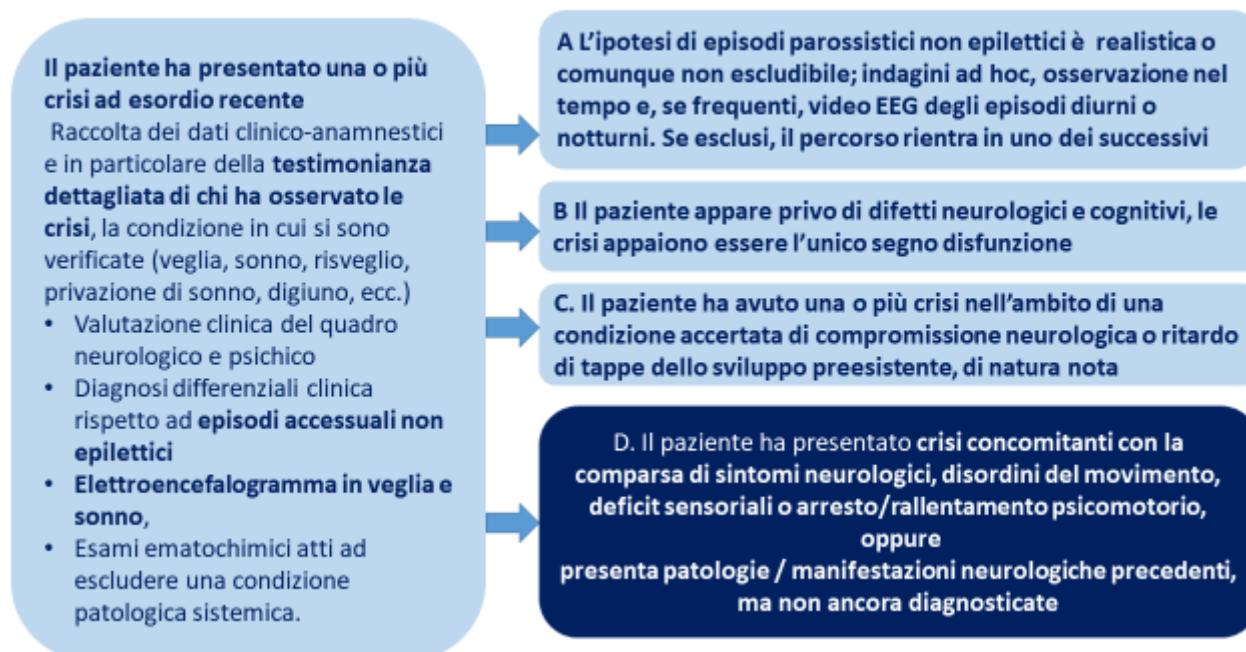 Il paziente ha presentato una o più
crisi ad esordio recente
Raccolta dei dati clinico-anamnestici
e in particolare della testimonianza
dettagliata di chi ha osservato le
crisi, la condizione in cui si sono
verificate (veglia, sonno, risveglio,
privazione di sonno, digiuno, ecc.)
• Valutazione clinica del quadro
neurologico e psichico
• Diagnosi differenziali clinica
rispetto ad episodi accessuali non
epilettici
• Elettroencefalogramma in veglia e
sonno,
• Esami ematochimici atti ad
escludere una condizione
patologica sistemica.
A L'ipotesi di episodi parossistici non epilettici è realistica o
comunque non escludibile; indagini ad hoc, osservazione nel
tempo e, se frequenti, video EEG degli episodi diurni o
notturni. Se esclusi, il percorso rientra in uno dei successivi
B Il paziente appare privo di difetti neurologici e cognitivi, le
crisi appaiono essere l'unico segno disfunzione
C. Il paziente ha avuto una o più crisi nell'ambito di una
condizione accertata di compromissione neurologica o ritardo
di tappe dello sviluppo preesistente, di natura nota
D. Il paziente ha presentato crisi concomitanti con la
comparsa di sintomi neurologici, disordini del movimento,
deficit sensoriali o arresto/rallentamento psicomotorio,
oppure
presenta patologie / manifestazioni neurologiche precedenti,
ma non ancora diagnosticate